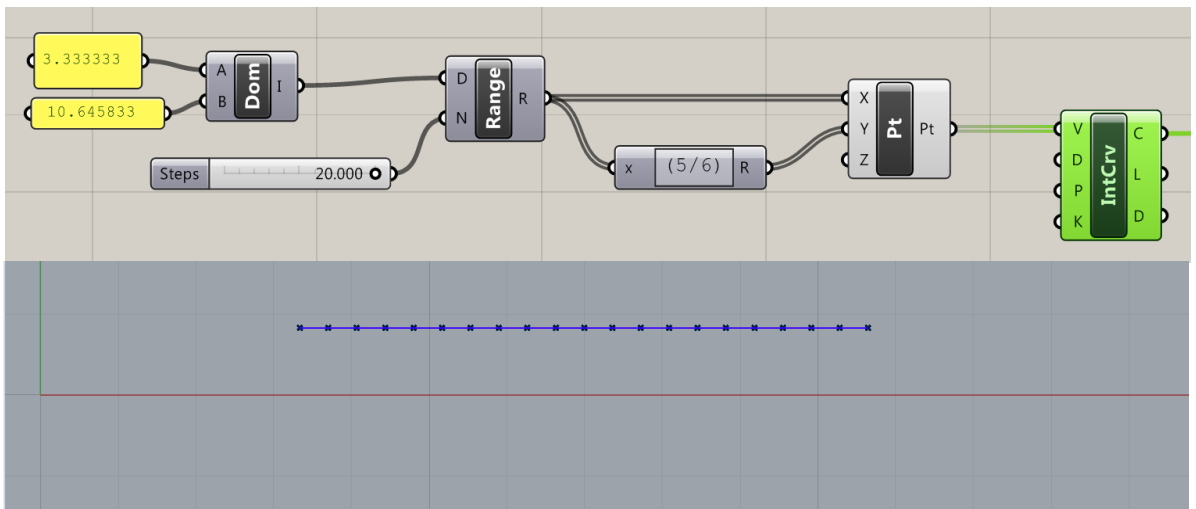 3.333333
10.645833
A
B
Dom
I
D
N
Range
R
Steps
20.000
x
(5/6)
R
X
Y
Z
Pt
Pt
V
D
P
K
IntCrv
C
L
D